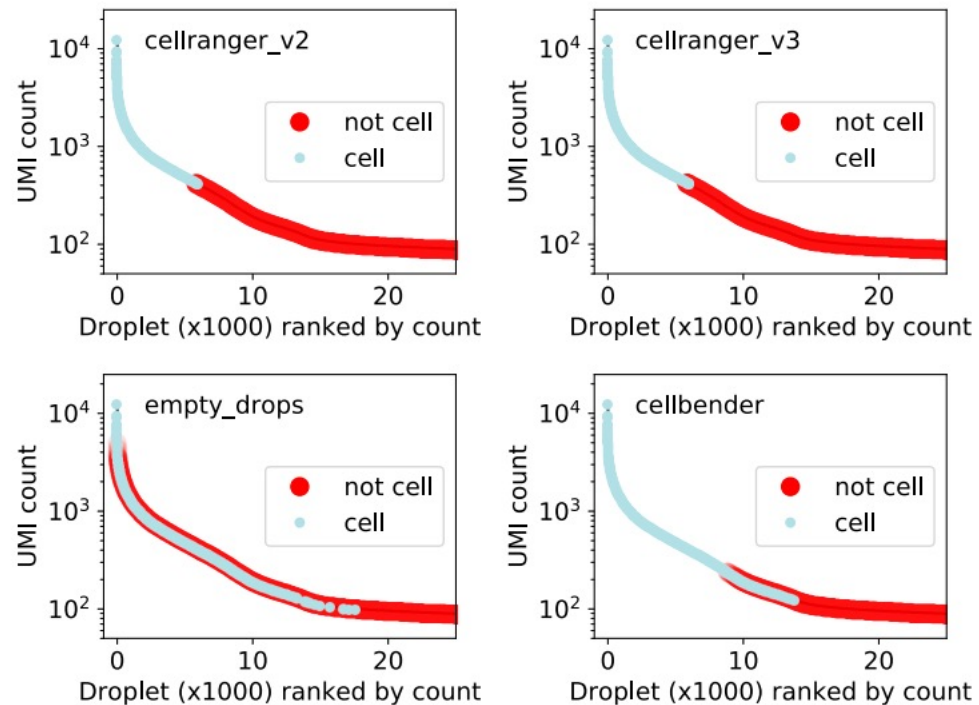 cellranger_v2
UMI count
10^4
10^3
10^2
not cell
cell
0 10 20
Droplet (x1000) ranked by count
cellranger_v3
UMI count
10^4
10^3
10^2
not cell
cell
0 10 20
Droplet (x1000) ranked by count
empty_drops
UMI count
10^4
10^3
10^2
not cell
cell
0 10 20
Droplet (x1000) ranked by count
cellbender
UMI count
10^4
10^3
10^2
not cell
cell
0 10 20
Droplet (x1000) ranked by count